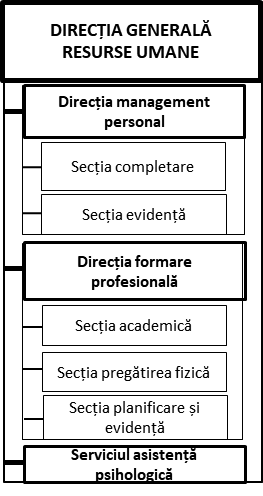 DIRECȚIA GENERALĂ
RESURSE UMANE
Direcția management
personal
Secția completare
Secția evidență
Direcția formare
profesională
Secția academică
Secția pregătirea fizică
Secția planificare și
evidență
Serviciul asistență
psihologică